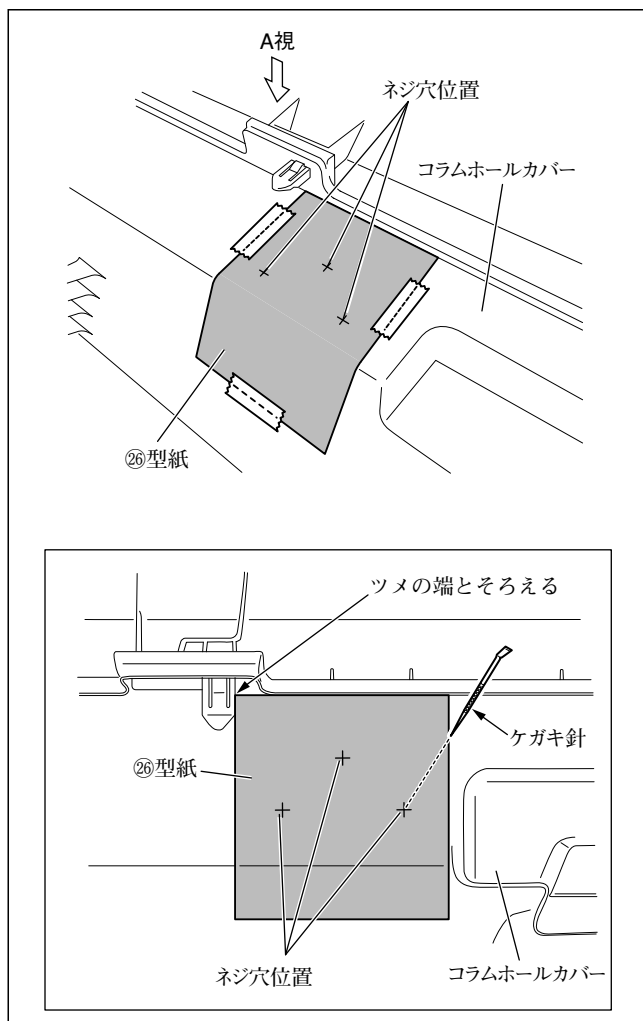 A視
ネジ穴位置
コラムホールカバー
㉖型紙
ツメの端とそろえる
ケガキ針
㉖型紙
ネジ穴位置
コラムホールカバー